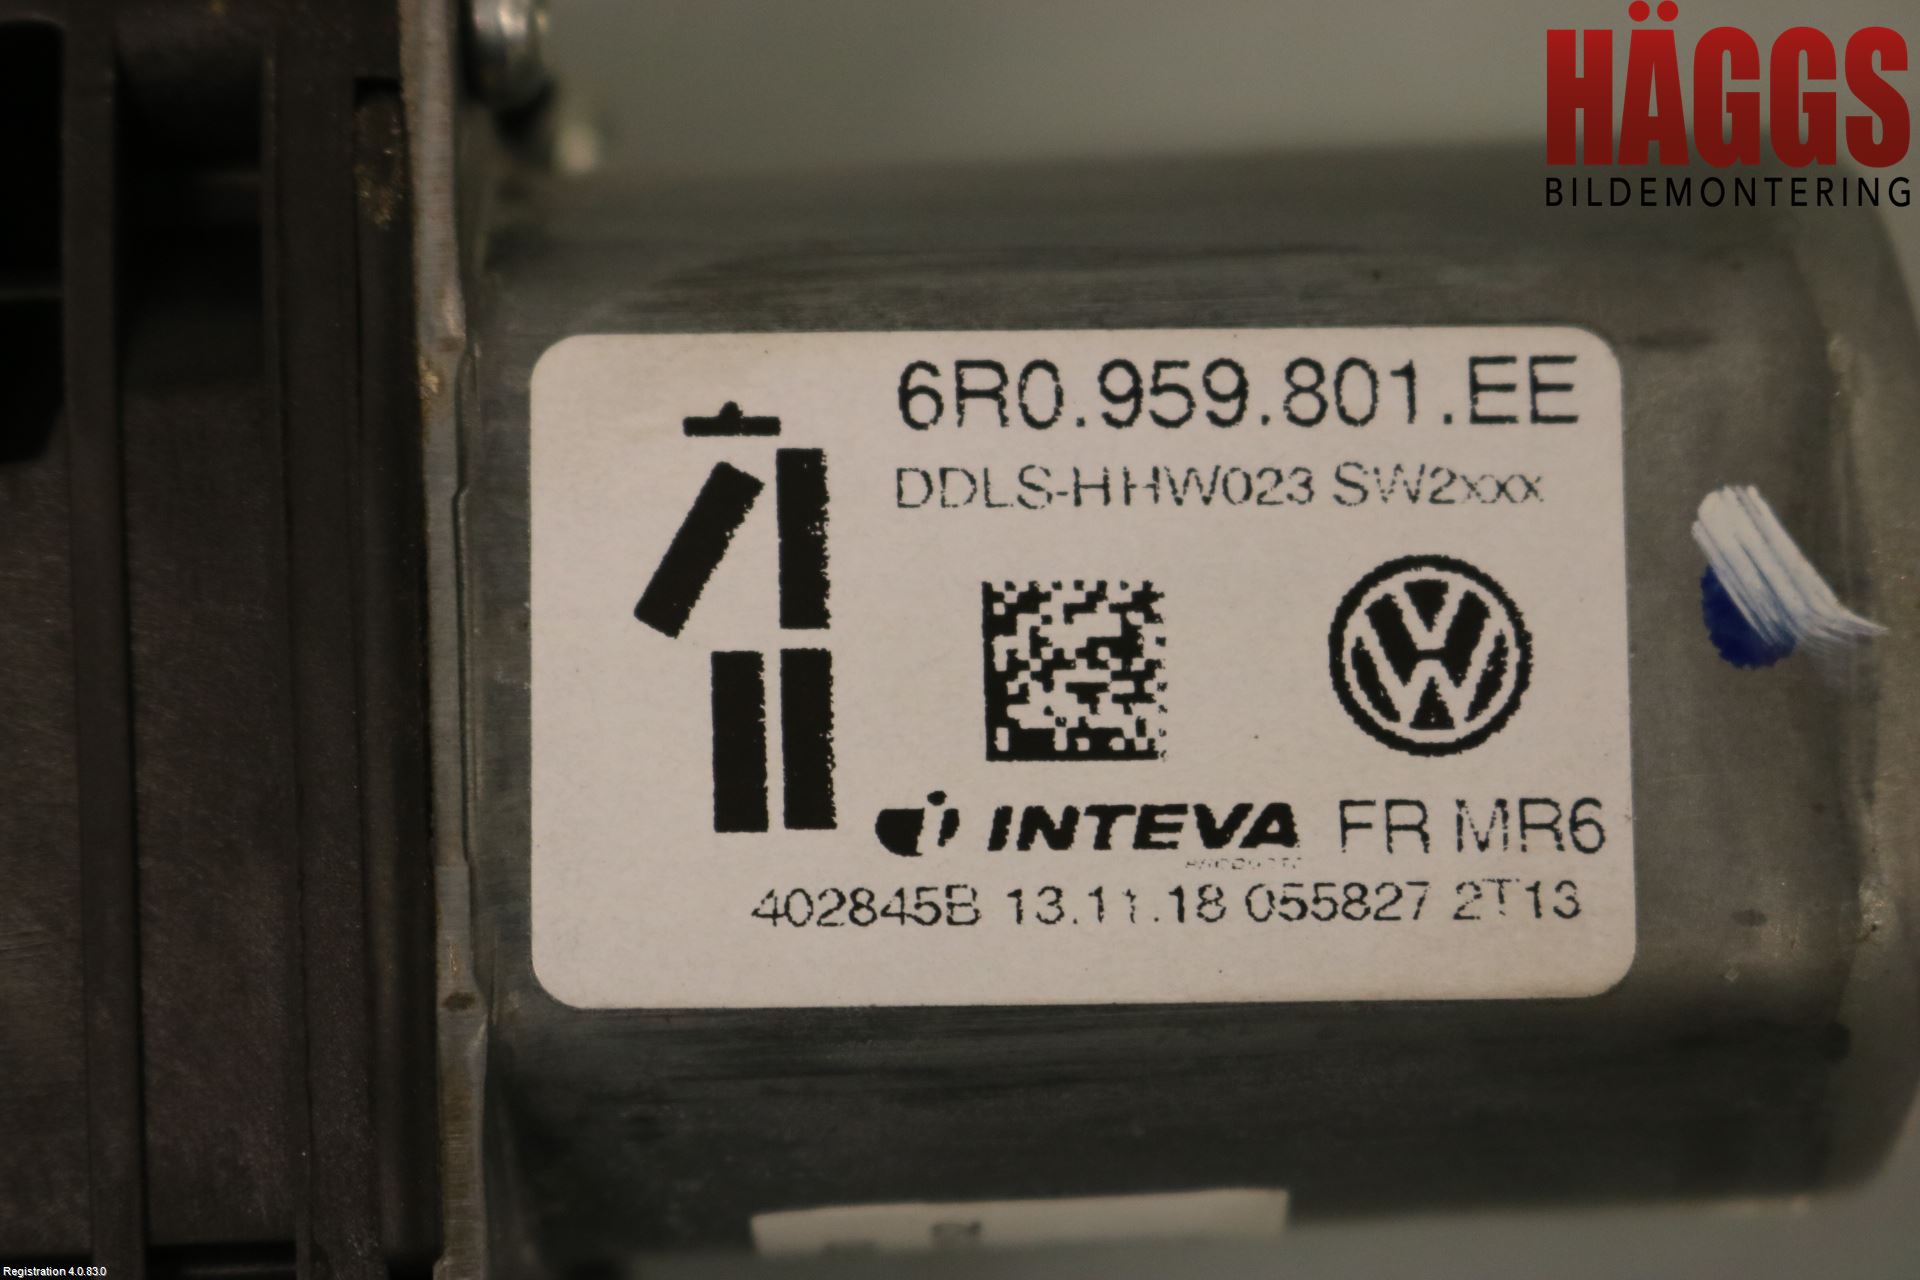 HÄGGS
BILDEMONTERING
6R0.959.801.EE
DDLS-HHW023 SW2xxx
INTEVA FR MR6
PRODUCTS
402845B 13.11.18 055827 2T13
Registration 4.0.83.0